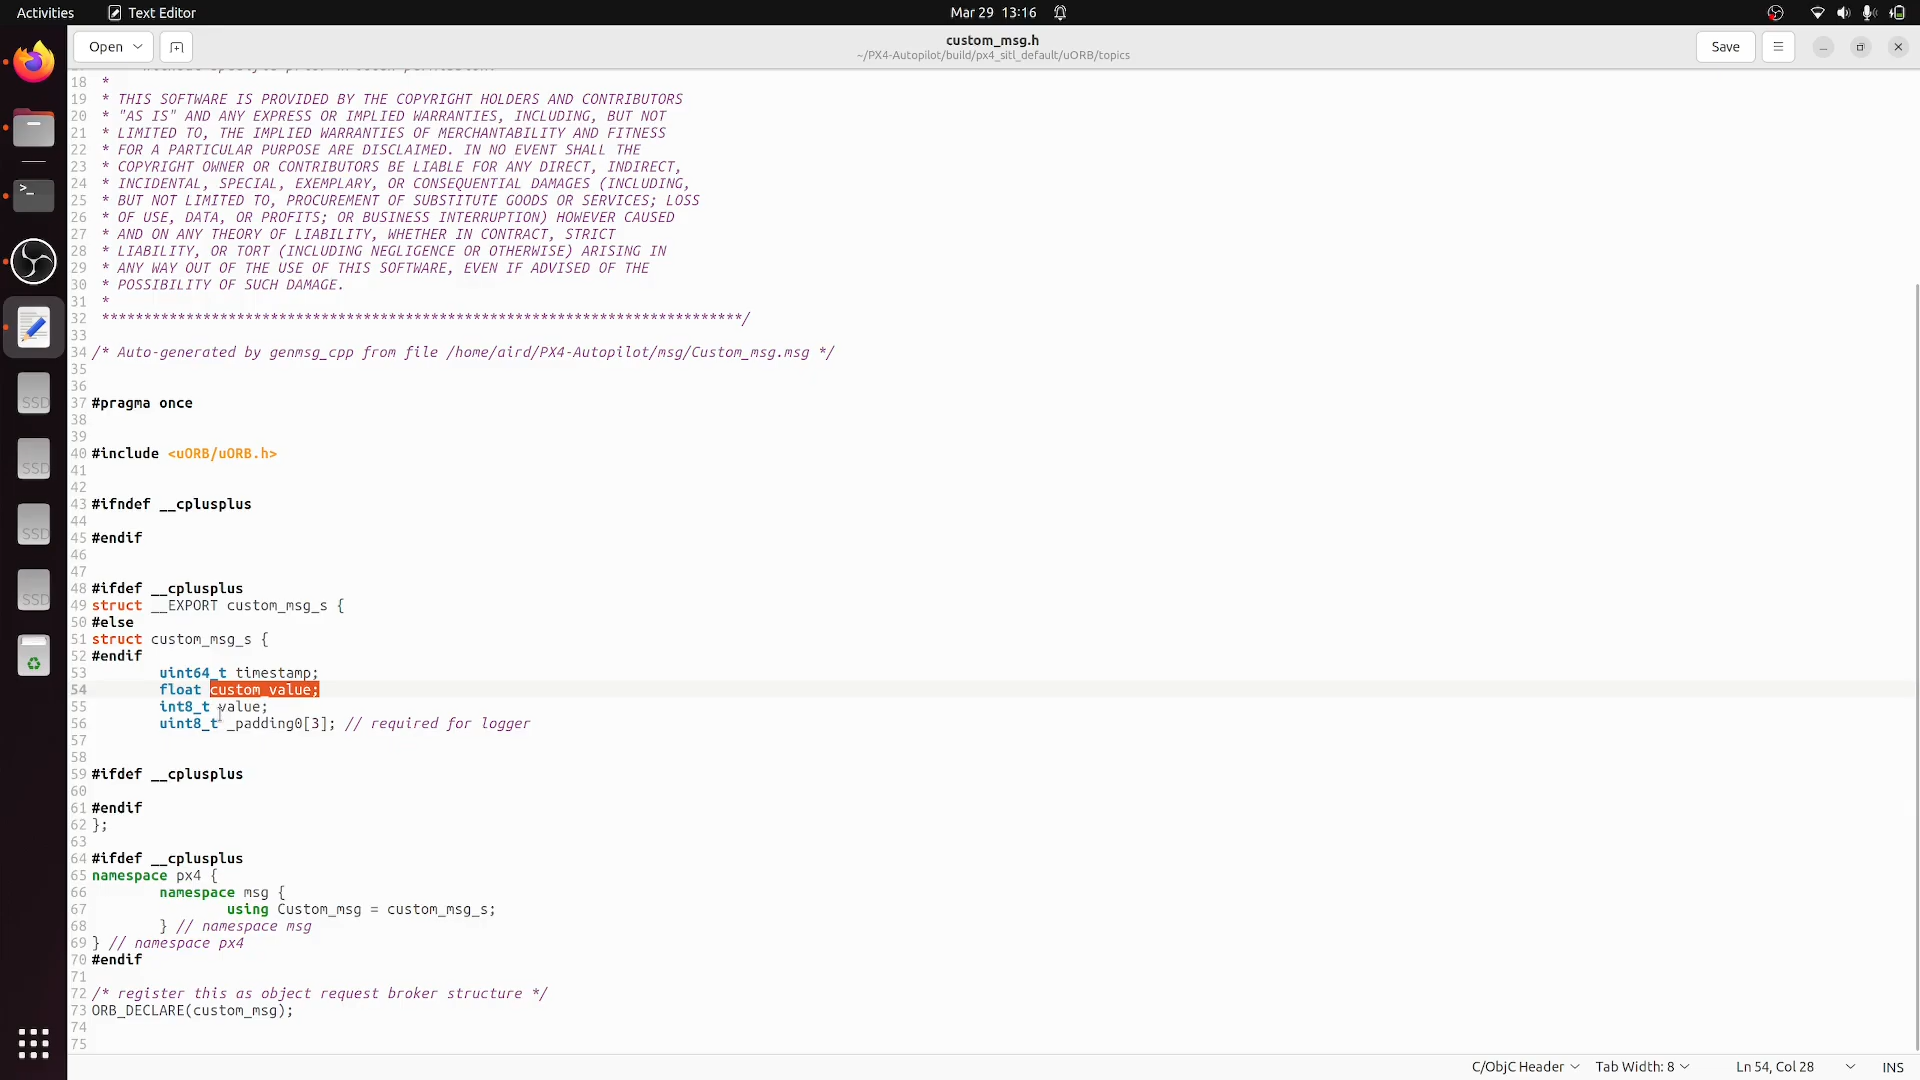 Activities
Text Editor
Mar 29 13:16
Open
custom_msg.h
~/PX4-Autopilot/build/px4_sitl_default/uORB/topics
Save
18 *
19 * THIS SOFTWARE IS PROVIDED BY THE COPYRIGHT HOLDERS AND CONTRIBUTORS
20 * "AS IS" AND ANY EXPRESS OR IMPLIED WARRANTIES, INCLUDING, BUT NOT
21 * LIMITED TO, THE IMPLIED WARRANTIES OF MERCHANTABILITY AND FITNESS
22 * FOR A PARTICULAR PURPOSE ARE DISCLAIMED. IN NO EVENT SHALL THE
23 * COPYRIGHT OWNER OR CONTRIBUTORS BE LIABLE FOR ANY DIRECT, INDIRECT,
24 * INCIDENTAL, SPECIAL, EXEMPLARY, OR CONSEQUENTIAL DAMAGES (INCLUDING,
25 * BUT NOT LIMITED TO, PROCUREMENT OF SUBSTITUTE GOODS OR SERVICES; LOSS
26 * OF USE, DATA, OR PROFITS; OR BUSINESS INTERRUPTION) HOWEVER CAUSED
27 * AND ON ANY THEORY OF LIABILITY, WHETHER IN CONTRACT, STRICT
28 * LIABILITY, OR TORT (INCLUDING NEGLIGENCE OR OTHERWISE) ARISING IN
29 * ANY WAY OUT OF THE USE OF THIS SOFTWARE, EVEN IF ADVISED OF THE
30 * POSSIBILITY OF SUCH DAMAGE.
31 *
32 ****************************************************************************/
33
34 /* Auto-generated by genmsg_cpp from file /home/aird/PX4-Autopilot/msg/Custom_msg.msg */
35
36
37 #pragma once
38
39
40 #include <uORB/uORB.h>
41
42
43 #ifndef __cplusplus
44
45 #endif
46
47
48 #ifdef __cplusplus
49 struct __EXPORT custom_msg_s {
50 #else
51 struct custom_msg_s {
52 #endif
53 uint64_t timestamp;
54 float custom_value;
55 int8_t value;
56 uint8_t _padding0[3]; // required for logger
57
58
59 #ifdef __cplusplus
60
61 #endif
62 };
63
64 #ifdef __cplusplus
65 namespace px4 {
66 namespace msg {
67 using Custom_msg = custom_msg_s;
68 } // namespace msg
69 } // namespace px4
70 #endif
71
72 /* register this as object request broker structure */
73 ORB_DECLARE(custom_msg);
74
75
SSD
SSD
SSD
SSD
C/ObjC Header
Tab Width: 8
Ln 54, Col 28
INS